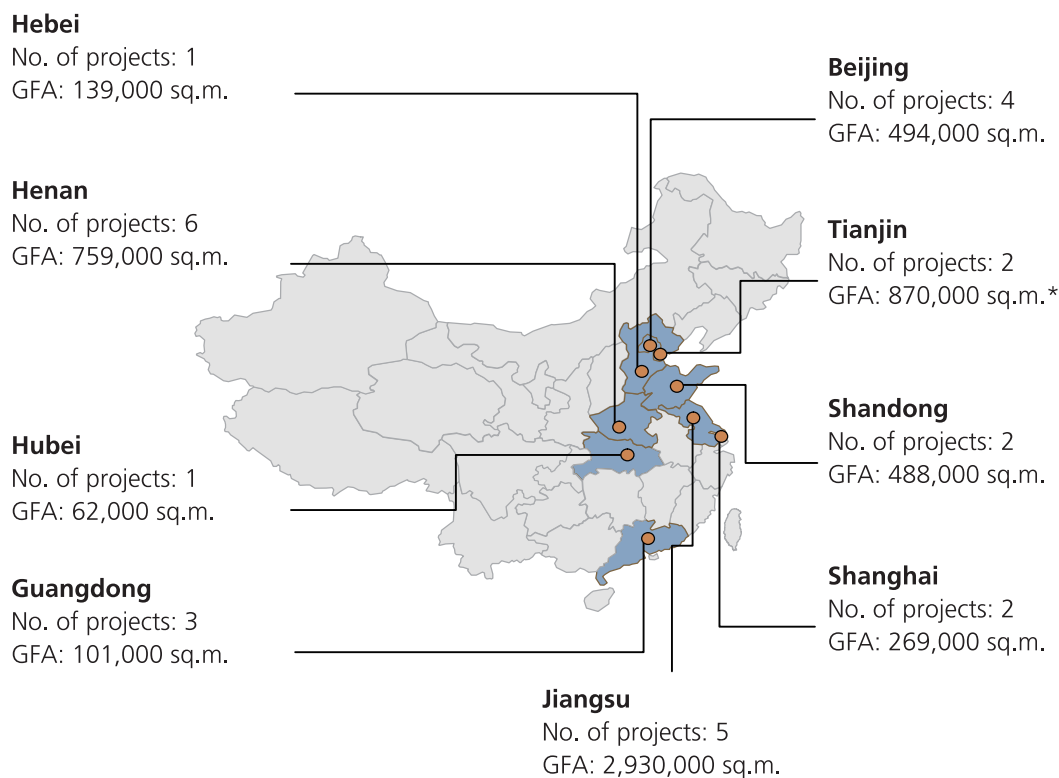 Hebei
No. of projects: 1
GFA: 139,000 sq.m.
Henan
No. of projects: 6
GFA: 759,000 sq.m.
Hubei
No. of projects: 1
GFA: 62,000 sq.m.
Guangdong
No. of projects: 3
GFA: 101,000 sq.m.
Beijing
No. of projects: 4
GFA: 494,000 sq.m.
Tianjin
No. of projects: 2
GFA: 870,000 sq.m.*
Shandong
No. of projects: 2
GFA: 488,000 sq.m.
Shanghai
No. of projects: 2
GFA: 269,000 sq.m.
Jiangsu
No. of projects: 5
GFA: 2,930,000 sq.m.